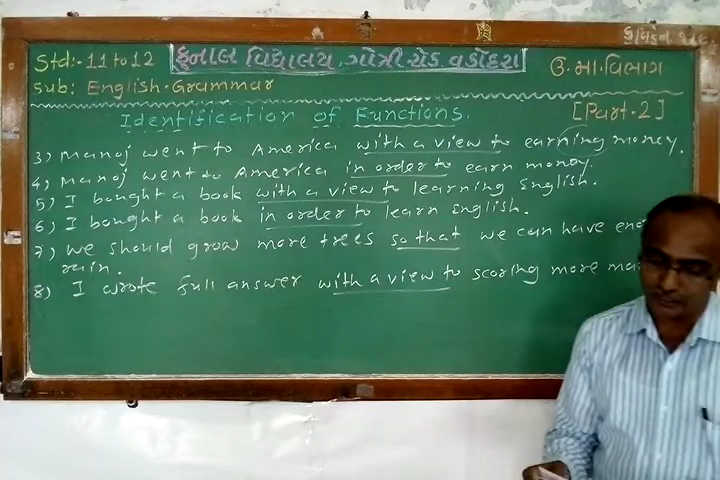 Std:-11 to 12
કુનાલ વિદ્યાલય, ગોત્રી રોડ વડોદરા
ઉ.મા.વિભાગ
Sub: English.Grammar
Identification of Functions.
[Part.2]
3) Manoj went to America with a view to earning money.
4) Manoj went to America in order to earn money.
5) I bought a book with a view to learning English.
6) I bought a book in order to learn English.
7) We should grow more trees so that we can have
rain.
8) I wrote full answer with a view to scoring more